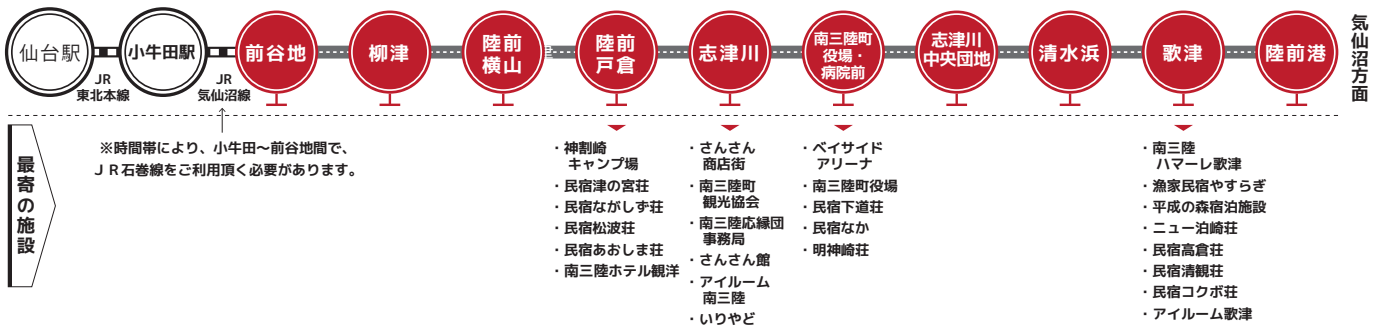 仙台駅
小牛田駅
前谷地
柳津
陸前
横山
陸前
戸倉
志津川
南三陸町
役場・
病院前
志津川
中央団地
清水浜
歌津
陸前港
気仙沼方面
JR
東北本線
JR
気仙沼線
※時間帯により、小牛田～前谷地間で、
ＪＲ石巻線をご利用頂く必要があります。
最寄の施設
・神割崎
キャンプ場
・民宿津の宮荘
・民宿ながしず荘
・民宿松波荘
・民宿あおしま荘
・南三陸ホテル観洋
・さんさん
商店街
・南三陸町
観光協会
・南三陸応縁団
事務局
・さんさん館
・アイルーム
南三陸
・いりやど
・ベイサイド
アリーナ
・南三陸町役場
・民宿下道荘
・民宿なか
・明神崎荘
・南三陸
ハマーレ歌津
・漁家民宿やすらぎ
・平成の森宿泊施設
・ニュー泊崎荘
・民宿高倉荘
・民宿清観荘
・民宿コクボ荘
・アイルーム歌津